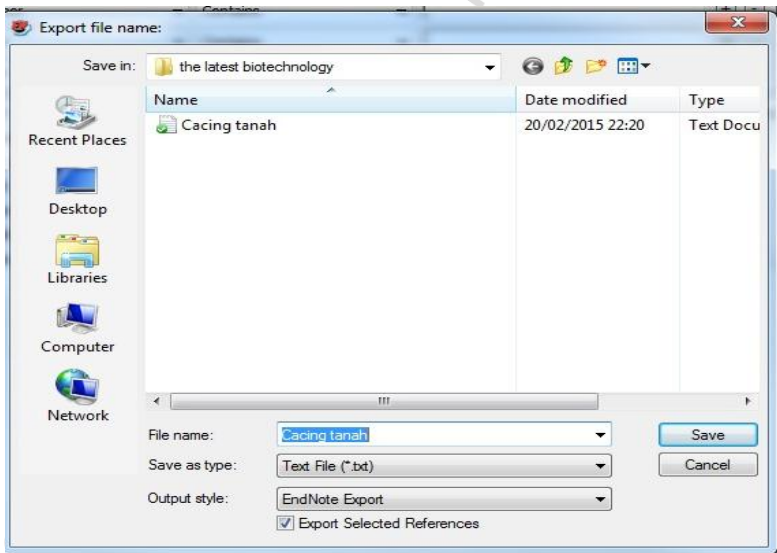 Contains
Export file name:
Save in: the latest biotechnology
Name Date modified Type
Cacing tanah 20/02/2015 22:20 Text Docu
Recent Places
Desktop
Libraries
Computer
Network
File name: Cacing tanah Save
Save as type: Text File (*.txt) Cancel
Output style: EndNote Export
Export Selected References